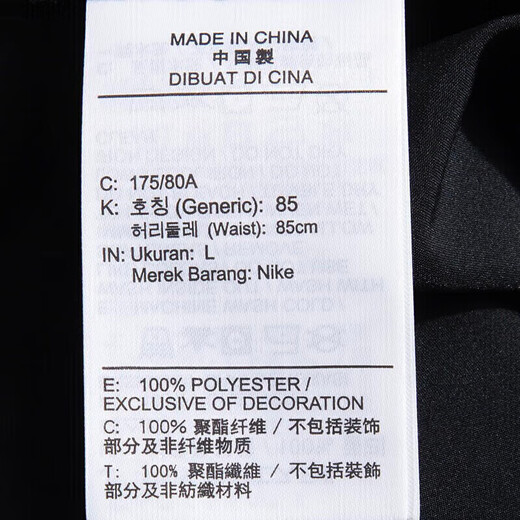 MADE IN CHINA
中国製
DIBUAT DI CINA
C: 175/80A
K: 호칭 (Generic): 85
허리둘레 (Waist): 85cm
IN: Ukuran: L
Merek Barang: Nike
E: 100% POLYESTER /
EXCLUSIVE OF DECORATION
C: 100% 聚酯纤维 / 不包括装饰
部分及非纤维物质
T: 100% 聚酯纖維 / 不包括裝飾
部分及非紡織材料